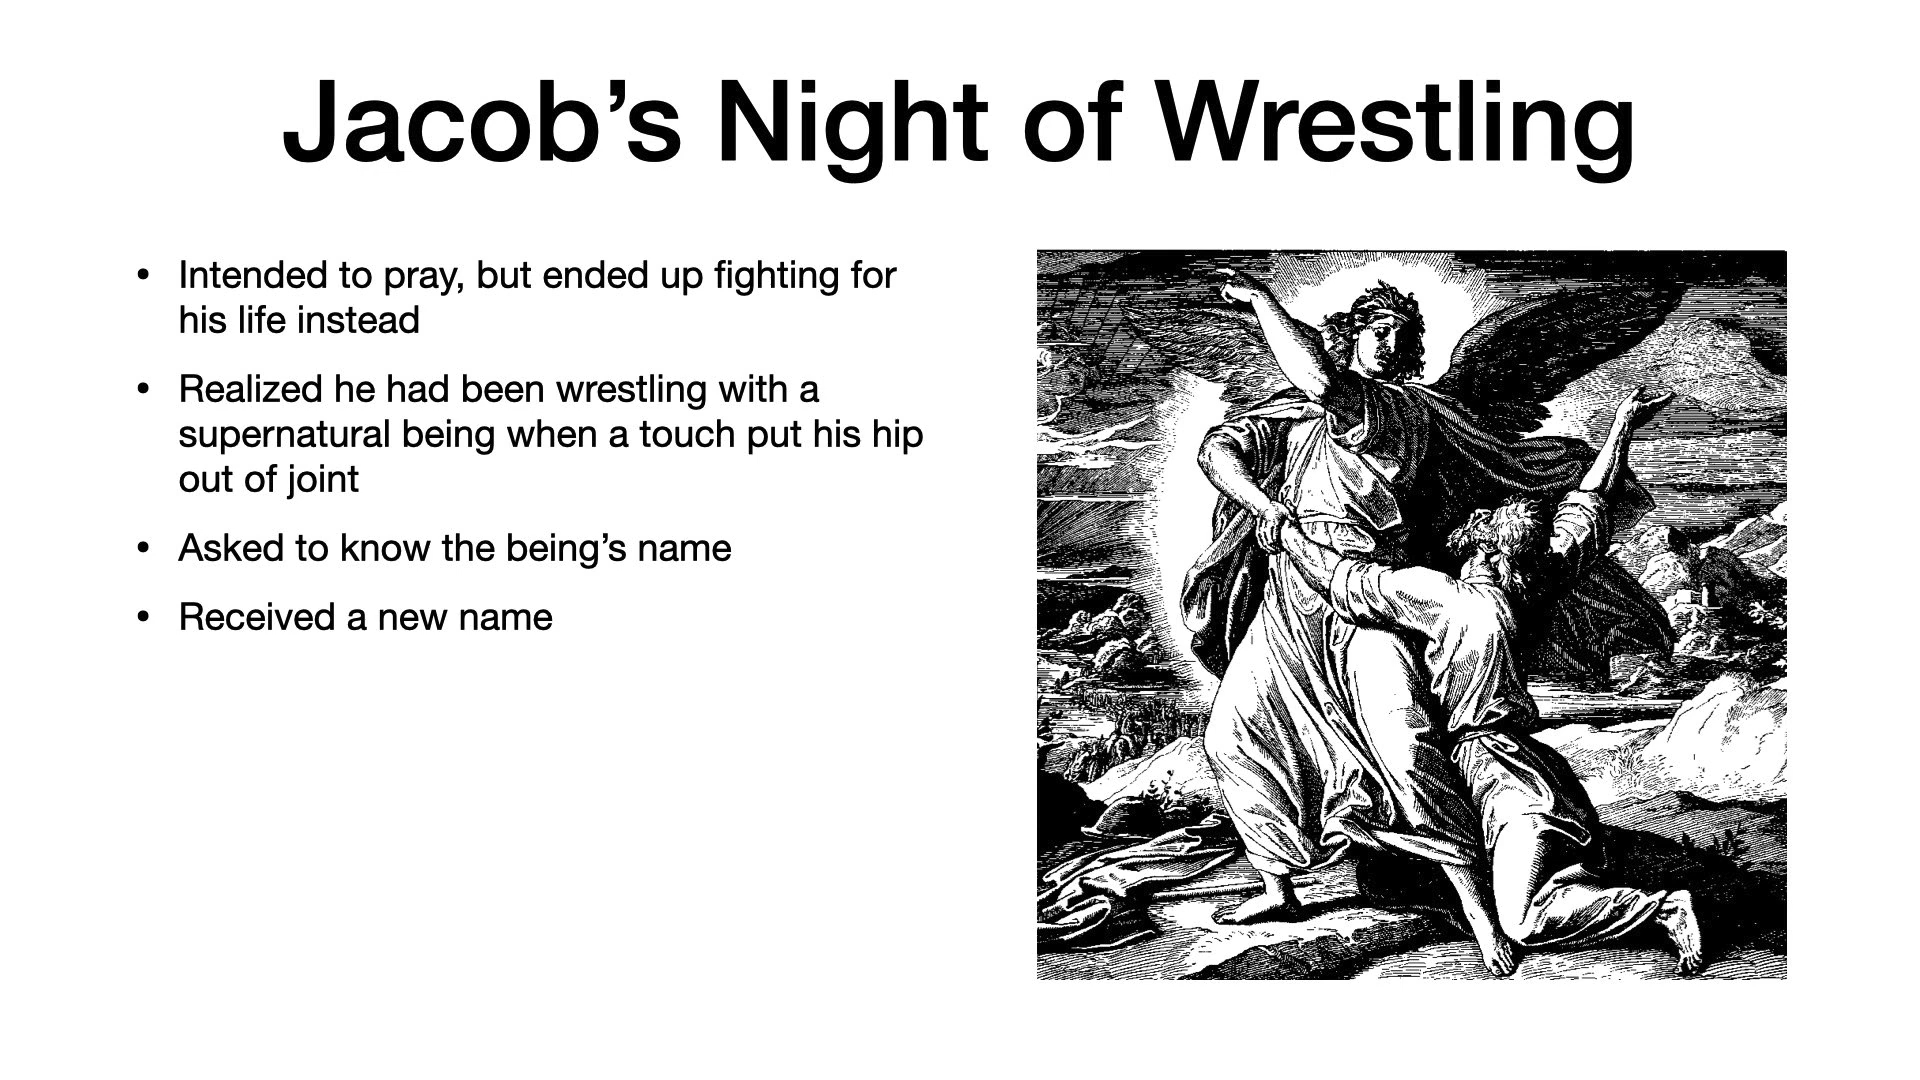 Jacob’s Night of Wrestling
• Intended to pray, but ended up fighting for
his life instead
• Realized he had been wrestling with a
supernatural being when a touch put his hip
out of joint
• Asked to know the being’s name
• Received a new name